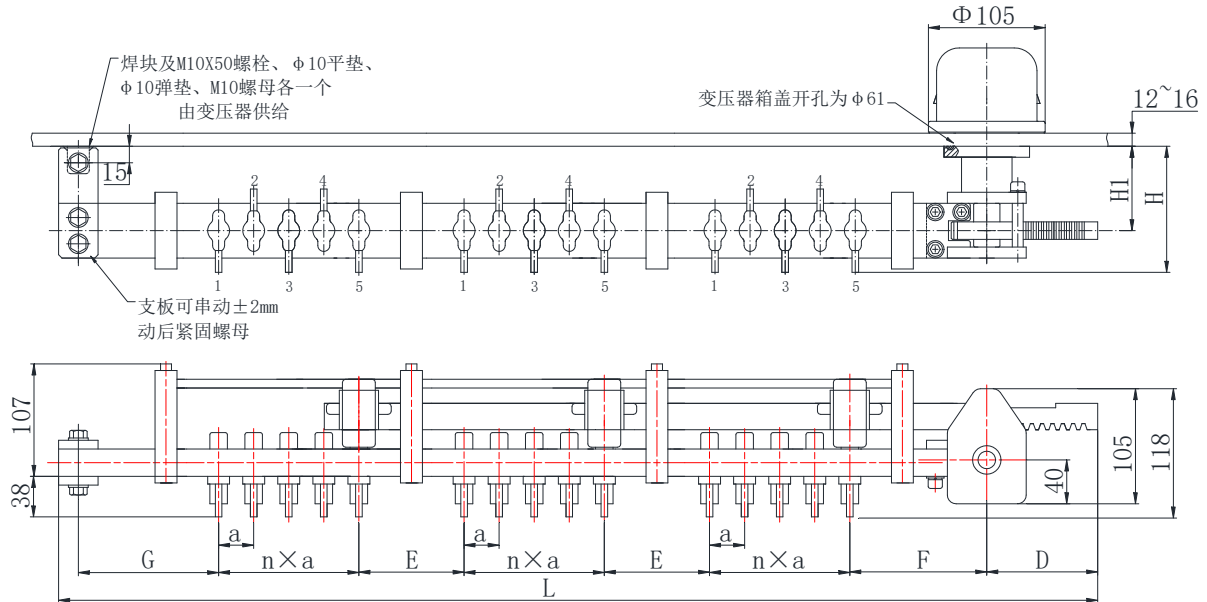 Φ105
焊块及M10X50螺栓、φ10平垫、
φ10弹垫、M10螺母各一个
由变压器供给
变压器箱盖开孔为φ61
12~16
15
H1
H
2 4 2 4 2 4
1 3 5 1 3 5 1 3 5
支板可串动±2mm
动后紧固螺母
107
38
105
118
40
a a a
G n×a E n×a E n×a F D
L